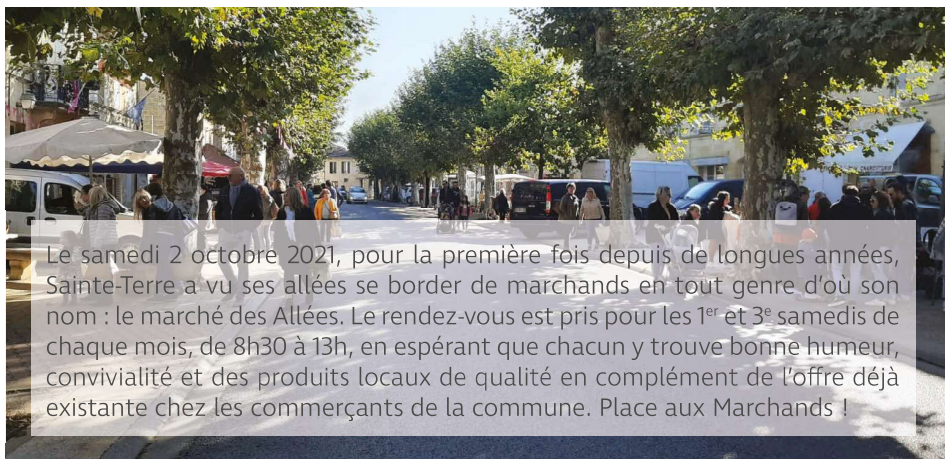 Le samedi 2 octobre 2021, pour la première fois depuis de longues années,
Sainte-Terre a vu ses allées se border de marchands en tout genre d'où son
nom : le marché des Allées. Le rendez-vous est pris pour les 1er et 3e samedis de
chaque mois, de 8h30 à 13h, en espérant que chacun y trouve bonne humeur,
convivialité et des produits locaux de qualité en complément de l'offre déjà
existante chez les commerçants de la commune. Place aux Marchands !